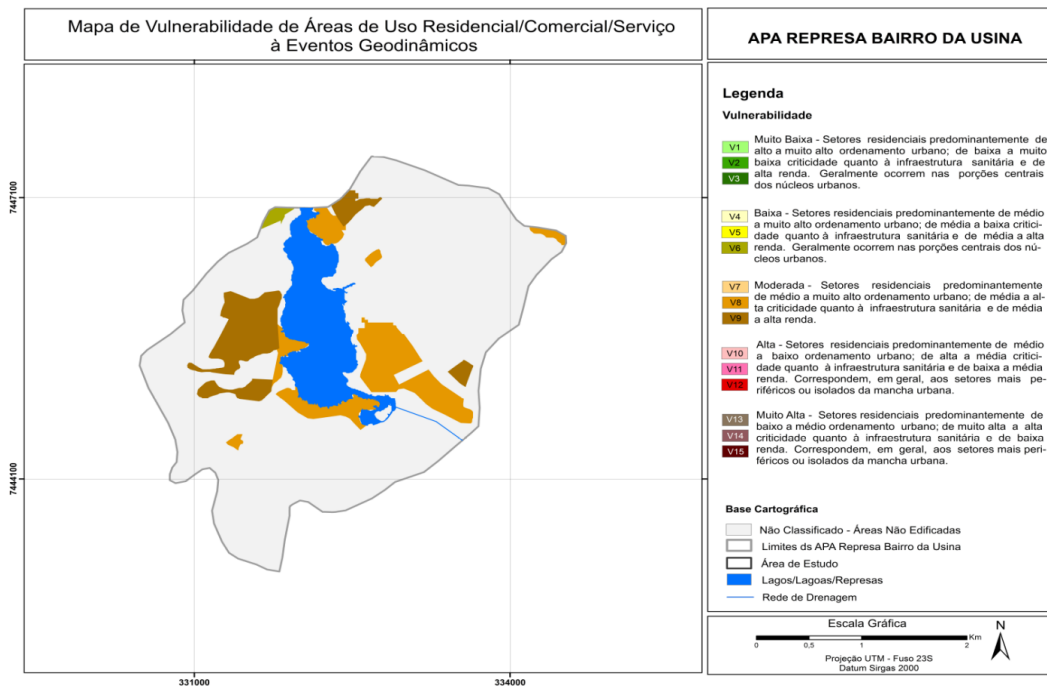 Mapa de Vulnerabilidade de Áreas de Uso Residencial/Comercial/Serviço
à Eventos Geodinâmicos
APA REPRESA BAIRRO DA USINA
7447100
7444100
331000
334000
Legenda
Vulnerabilidade
V1
V2
V3
Muito Baixa - Setores residenciais predominantemente de
alto a muito alto ordenamento urbano; de baixa a muito
baixa criticidade quanto à infraestrutura sanitária e de
alta renda. Geralmente ocorrem nas porções centrais
dos núcleos urbanos.
V4
V5
V6
Baixa - Setores residenciais predominantemente de médio
a muito alto ordenamento urbano; de média a baixa critici-
dade quanto à infraestrutura sanitária e de média a alta
renda. Geralmente ocorrem nas porções centrais dos nú-
cleos urbanos.
V7
V8
V9
Moderada - Setores residenciais predominantemente
de médio a muito alto ordenamento urbano; de média a al-
ta criticidade quanto à infraestrutura sanitária e de média
a alta renda.
V10
V11
V12
Alta - Setores residenciais predominantemente de médio
a baixo ordenamento urbano; de alta a média critici-
dade quanto à infraestrutura sanitária e de baixa a média
renda. Correspondem, em geral, aos setores mais pe-
riféricos ou isolados da mancha urbana.
V13
V14
V15
Muito Alta - Setores residenciais predominantemente de
baixo a médio ordenamento urbano; de muito alta a alta
criticidade quanto à infraestrutura sanitária e de baixa
renda. Correspondem, em geral, aos setores mais peri-
féricos ou isolados da mancha urbana.
Base Cartográfica
Não Classificado - Áreas Não Edificadas
Limites ds APA Represa Bairro da Usina
Área de Estudo
Lagos/Lagoas/Represas
Rede de Drenagem
Escala Gráfica
Km
0 0,5 1 2
Projeção UTM - Fuso 23S
Datum Sirgas 2000
N